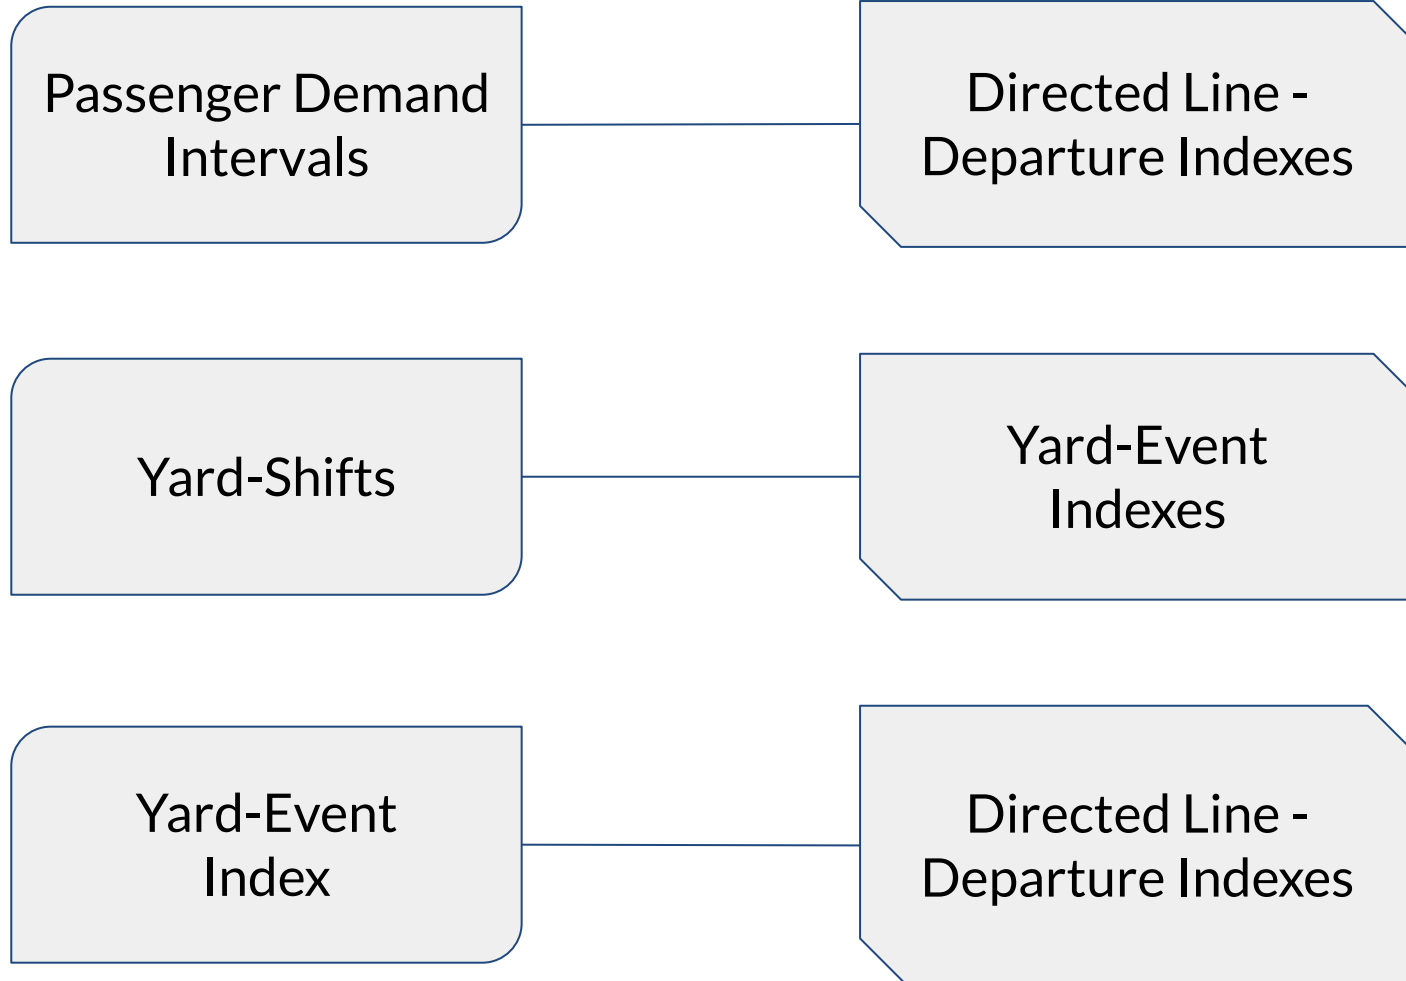 Passenger Demand
Intervals
Directed Line -
Departure Indexes
Yard-Shifts
Yard-Event
Indexes
Yard-Event
Index
Directed Line -
Departure Indexes